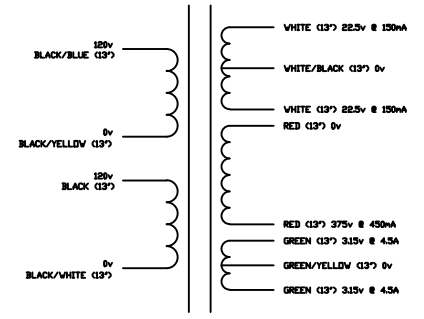 120v
BLACK/BLUE (13")
0v
BLACK/YELLOW (13")
120v
BLACK (13")
0v
BLACK/WHITE (13")
WHITE (13") 22.5v @ 150mA
WHITE/BLACK (13") 0v
WHITE (13") 22.5v @ 150mA
RED (13") 0v
RED (13") 375v @ 450mA
GREEN (13") 3.15v @ 4.5A
GREEN/YELLOW (13") 0v
GREEN (13") 3.15v @ 4.5A